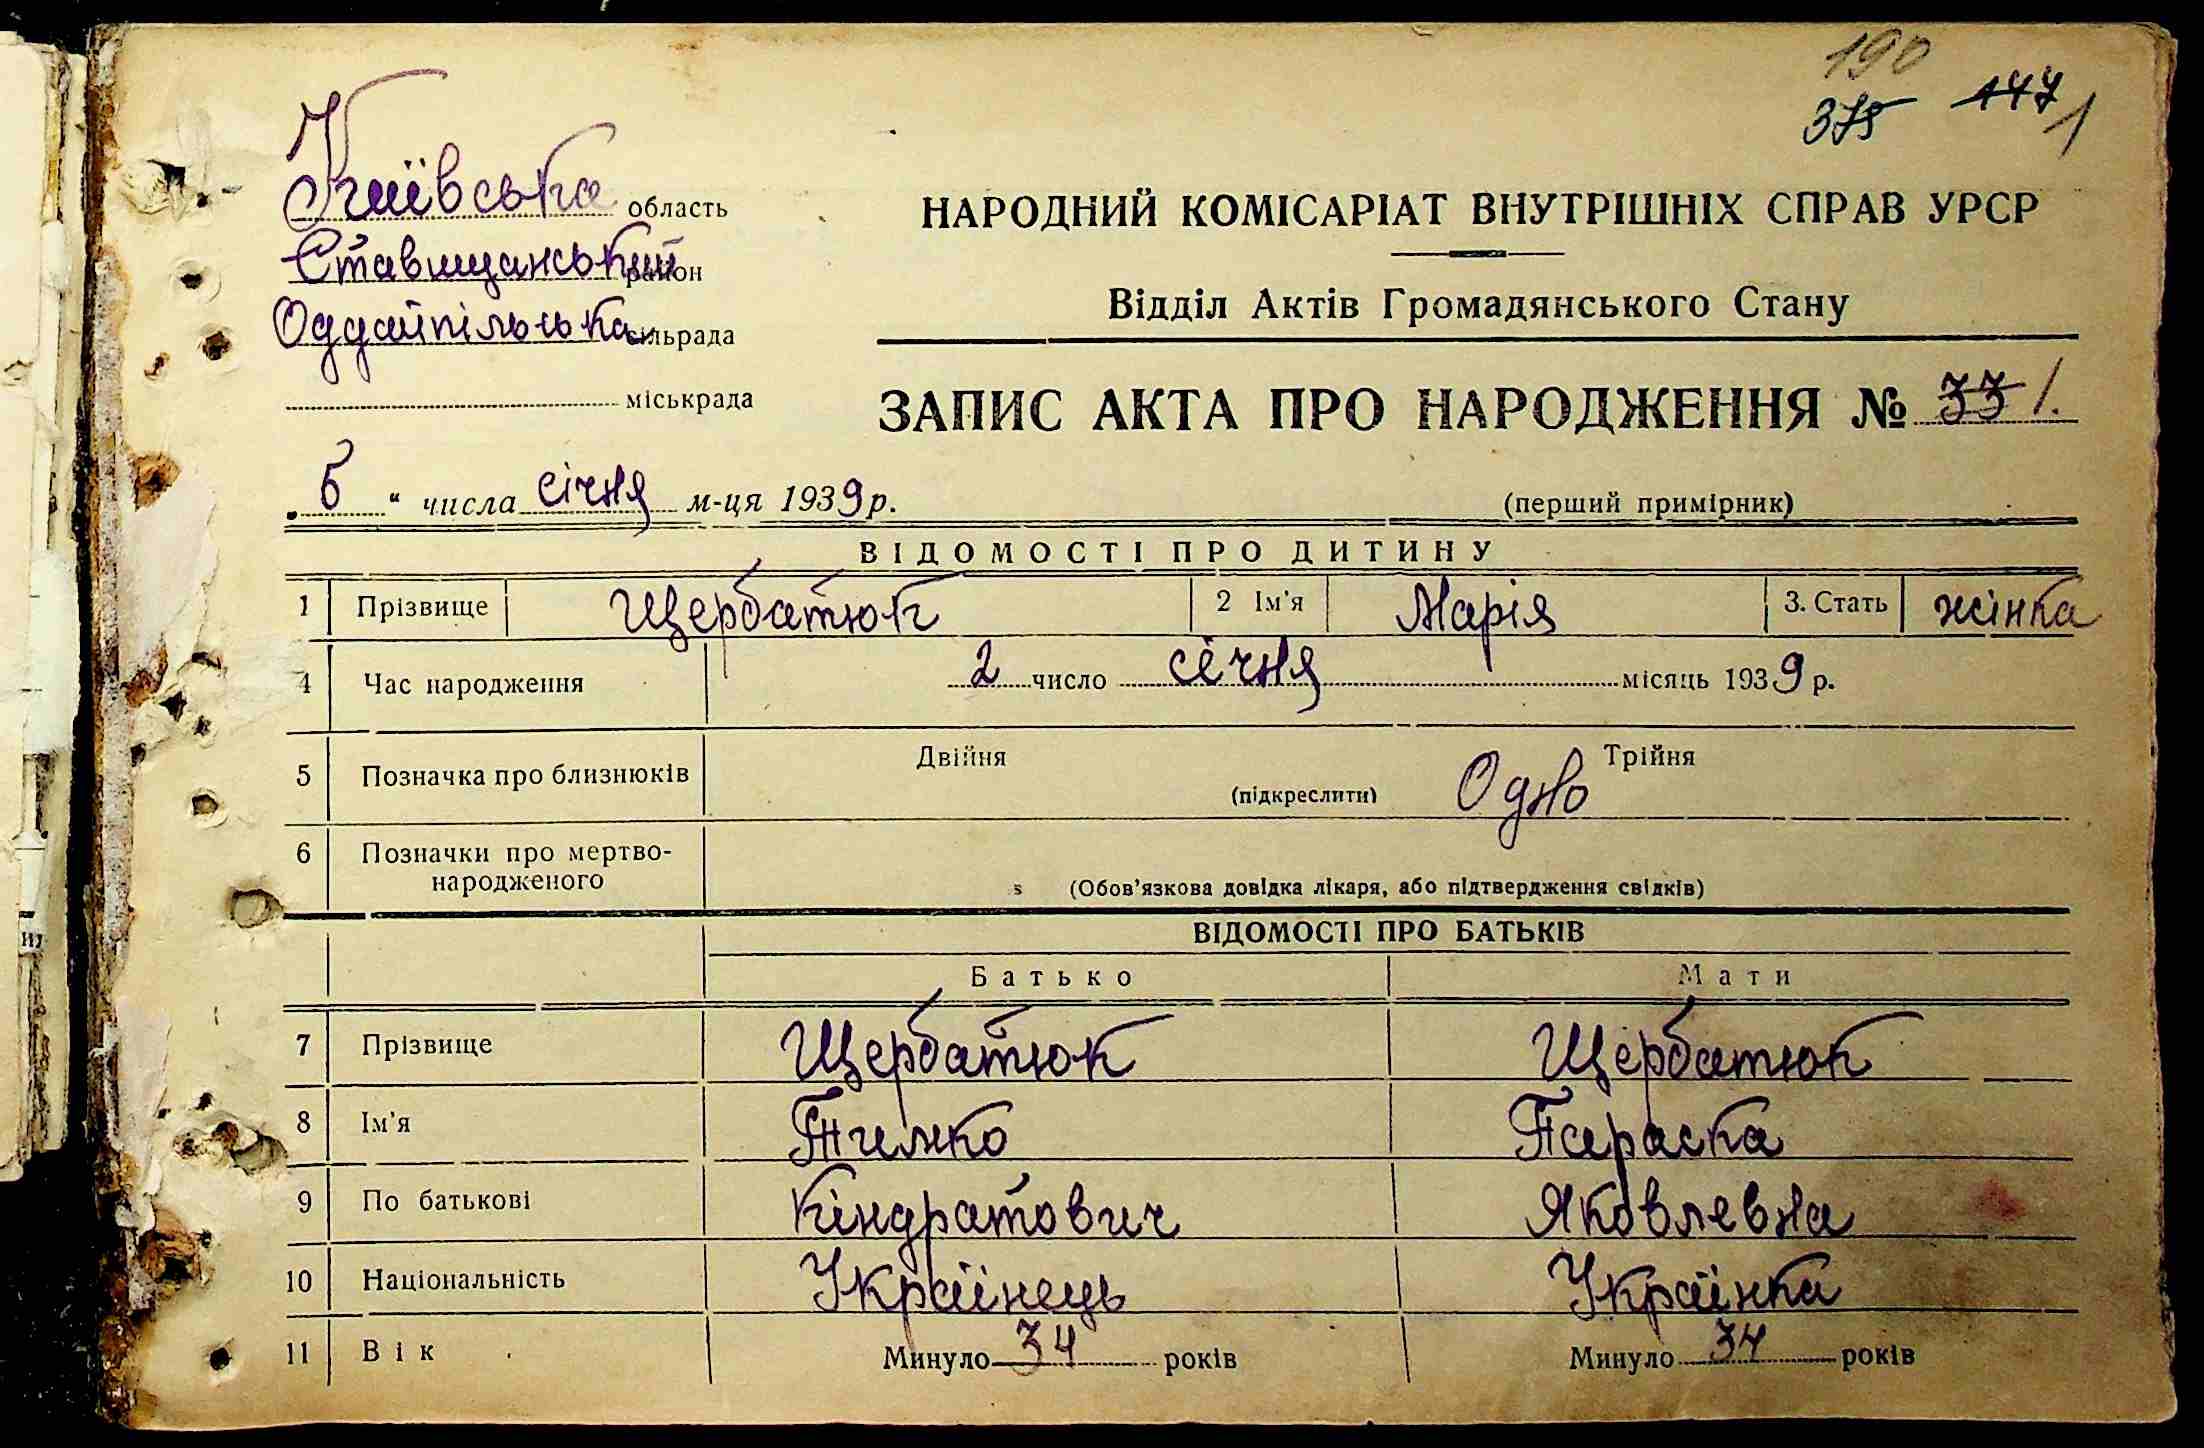 190
375 147 1
Київська область
Ставищанський район
Оддайпільська сільрада
міськрада
НАРОДНИЙ КОМІСАРІАТ ВНУТРІШНІХ СПРАВ УРСР
Відділ Актів Громадянського Стану
ЗАПИС АКТА ПРО НАРОДЖЕННЯ № 33 1.
„ 5 “ числа січня м-ця 1939 р.
(перший примірник)
ВІДОМОСТІ ПРО ДИТИНУ
1 Прізвище Щербатюк 2 Ім'я Марія 3. Стать жінка
4 Час народження 2 число січня місяць 1939 р.
5 Позначка про близнюків Двійня (підкреслити) Одно Трійня
6 Позначки про мертво-
народженого (Обов'язкова довідка лікаря, або підтвердження свідків)
ВІДОМОСТІ ПРО БАТЬКІВ
Батько Мати
7 Прізвище Щербатюк Щербатюк
8 Ім'я Тимко Параска
9 По батькові Кіндратович Яковлевна
10 Національність Українець Українка
11 Вік Минуло 34 років Минуло 34 років